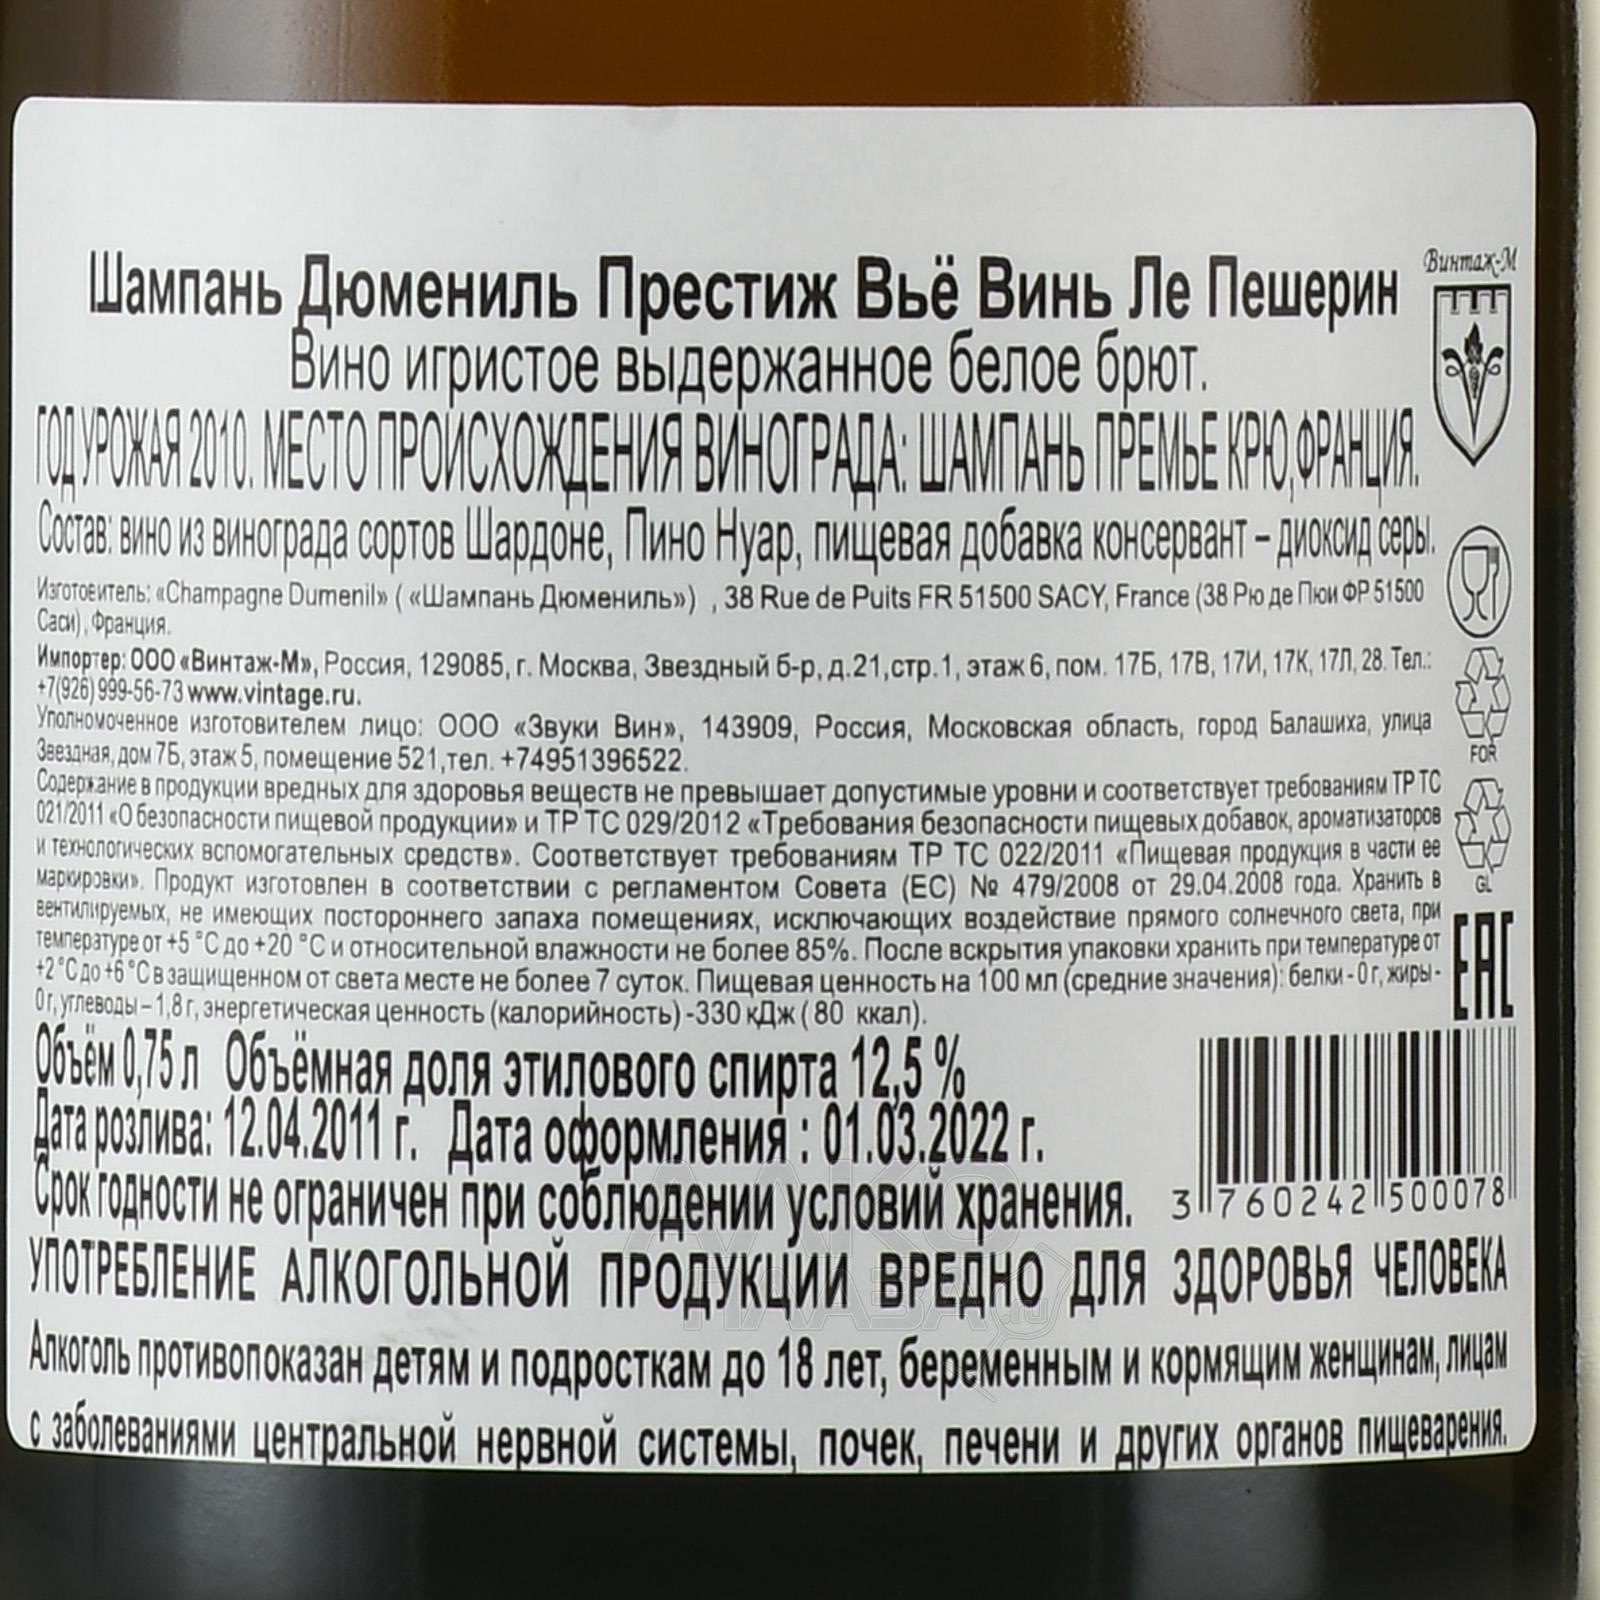 Шампань Дюмениль Престиж Вьё Винь Ле Пешерин
Винтаж-М
Вино игристое выдержанное белое брют.
ГОД УРОЖАЯ 2010. МЕСТО ПРОИСХОЖДЕНИЯ ВИНОГРАДА: ШАМПАНЬ ПРЕМЬЕ КРЮ,ФРАНЦИЯ.
Состав: вино из винограда сортов Шардоне, Пино Нуар, пищевая добавка консервант – диоксид серы.
Изготовитель: «Champagne Dumenil» ( «Шампань Дюмениль») , 38 Rue de Puits FR 51500 SACY, France (38 Рю де Пюи ФР 51500
Саси) , Франция.
Импортер: ООО «Винтаж-М», Россия, 129085, г. Москва, Звездный б-р, д.21,стр.1, этаж 6, пом. 17Б, 17В, 17И, 17К, 17Л, 28. Тел.:
+7(926) 999-56-73 www.vintage.ru.
Уполномоченное изготовителем лицо: ООО «Звуки Вин», 143909, Россия, Московская область, город Балашиха, улица
Звездная, дом 7Б, этаж 5, помещение 521,тел. +74951396522.
FOR
Содержание в продукции вредных для здоровья веществ не превышает допустимые уровни и соответствует требованиям ТР ТС
021/2011 «О безопасности пищевой продукции» и ТР ТС 029/2012 «Требования безопасности пищевых добавок, ароматизаторов
и технологических вспомогательных средств». Соответствует требованиям ТР ТС 022/2011 «Пищевая продукция в части ее
маркировки». Продукт изготовлен в соответствии с регламентом Совета (ЕС) № 479/2008 от 29.04.2008 года. Хранить в
GL
вентилируемых, не имеющих постороннего запаха помещениях, исключающих воздействие прямого солнечного света, при
температуре от +5 °С до +20 °С и относительной влажности не более 85%. После вскрытия упаковки хранить при температуре от
+2 °С до +6 °С в защищенном от света месте не более 7 суток. Пищевая ценность на 100 мл (средние значения): белки - 0 г, жиры -
0 г, углеводы – 1,8 г, энергетическая ценность (калорийность) -330 кДж ( 80 ккал).
EAC
Объём 0,75 л Объёмная доля этилового спирта 12,5 %
Дата розлива: 12.04.2011 г. Дата оформления : 01.03.2022 г.
Срок годности не ограничен при соблюдении условий хранения.
3 760242 500078
УПОТРЕБЛЕНИЕ АЛКОГОЛЬНОЙ ПРОДУКЦИИ ВРЕДНО ДЛЯ ЗДОРОВЬЯ ЧЕЛОВЕКА
АЛКО
ПЛАЗА.ru
Алкоголь противопоказан детям и подросткам до 18 лет, беременным и кормящим женщинам, лицам
с заболеваниями центральной нервной системы, почек, печени и других органов пищеварения.